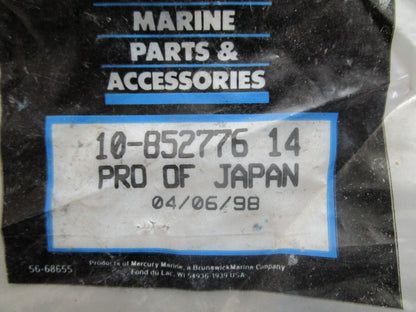 MARINE
PARTS &
ACCESSORIES
10-852776 14
PRO OF JAPAN
04/06/98
56-68655
Products of Mercury Marine, a Brunswick Marine Company
Fond du Lac, WI 54936-1939 USA